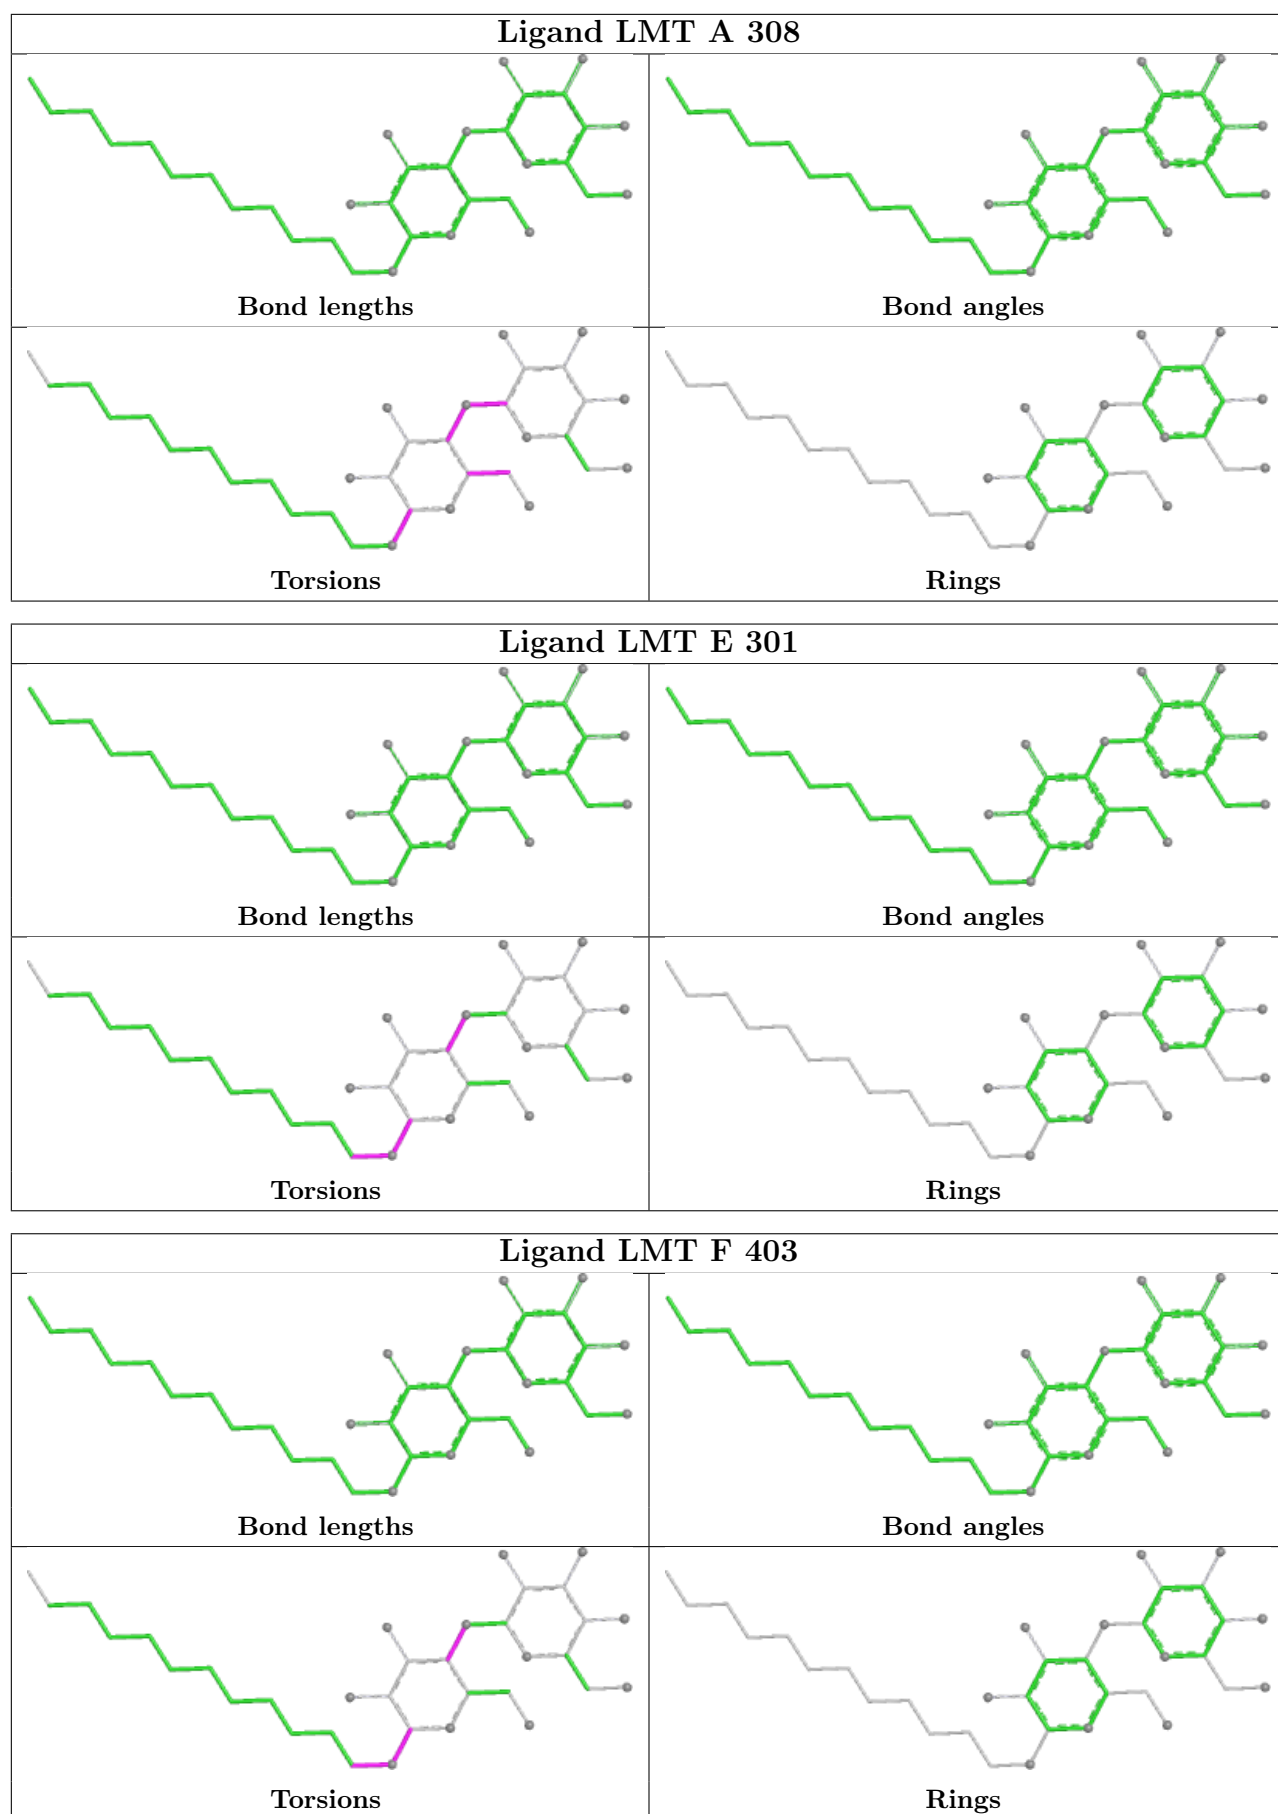 Ligand LMT A 308
Bond lengths
Bond angles
Torsions
Rings
Ligand LMT E 301
Bond lengths
Bond angles
Torsions
Rings
Ligand LMT F 403
Bond lengths
Bond angles
Torsions
Rings